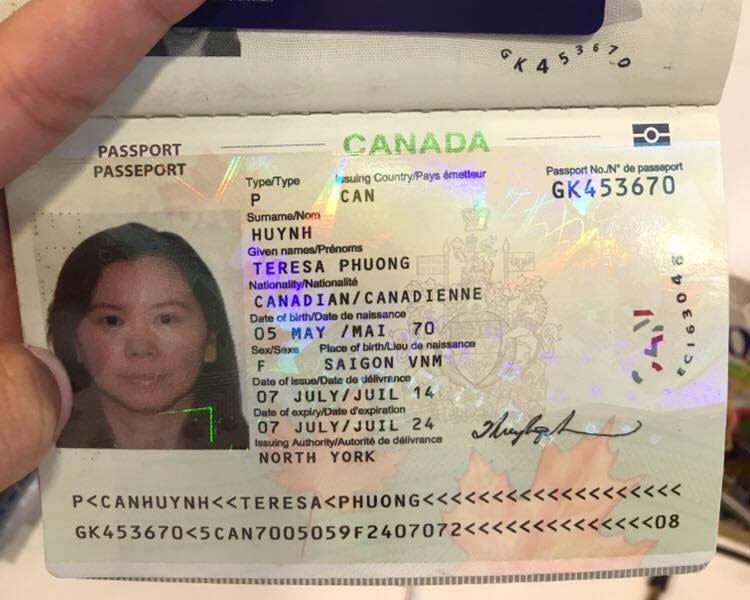 GK453670
PASSPORT
PASSEPORT
CANADA
Type/Type
Issuing Country/Pays émetteur
Passport No./N° de passeport
P
CAN
GK453670
Surname/Nom
HUYNH
Given names/Prénoms
TERESA PHUONG
Nationality/Nationalité
CANADIAN/CANADIENNE
Date of birth/Date de naissance
05 MAY /MAI 70
Sex/Sexe Place of birth/Lieu de naissance
F SAIGON VNM
Date of issue/Date de délivrance
07 JULY/JUIL 14
Date of expiry/Date d'expiration
07 JULY/JUIL 24
Issuing Authority/Autorité de délivrance
NORTH YORK
CAN
EC163046
P<CANHUYNH<<TERESA<PHUONG<<<<<<<<<<<<<<<<<<<
GK453670<5CAN7005059F2407072<<<<<<<<<<<<<<08